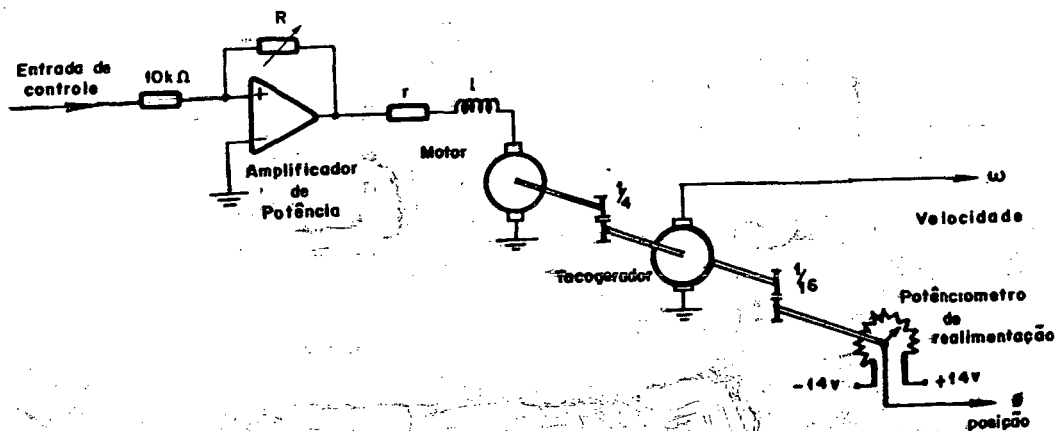 R
Entrada de
controle
10kΩ
+
−
r
l
Motor
Amplificador
de
Potência
1/4
ω
Velocidade
Tacogerador
1/16
Potênciometro
de
realimentação
-14v
+14v
ø
posição